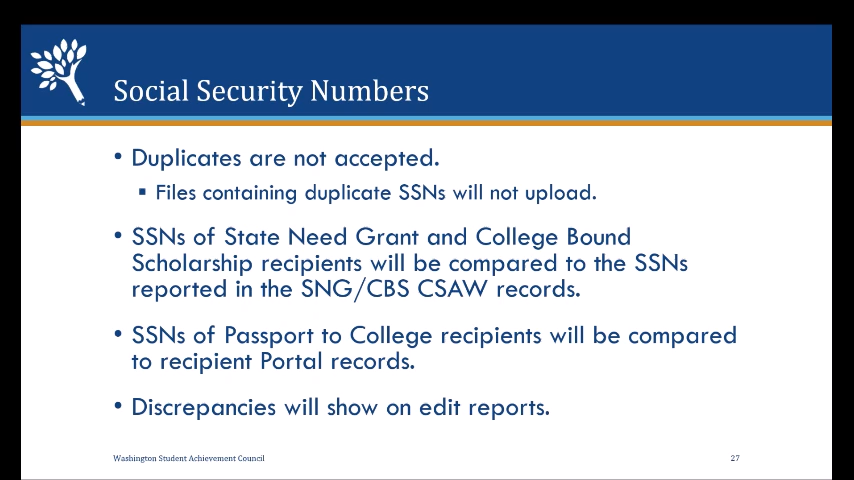 Social Security Numbers
• Duplicates are not accepted.
▪ Files containing duplicate SSNs will not upload.
• SSNs of State Need Grant and College Bound
Scholarship recipients will be compared to the SSNs
reported in the SNG/CBS CSAW records.
• SSNs of Passport to College recipients will be compared
to recipient Portal records.
• Discrepancies will show on edit reports.
Washington Student Achievement Council
27